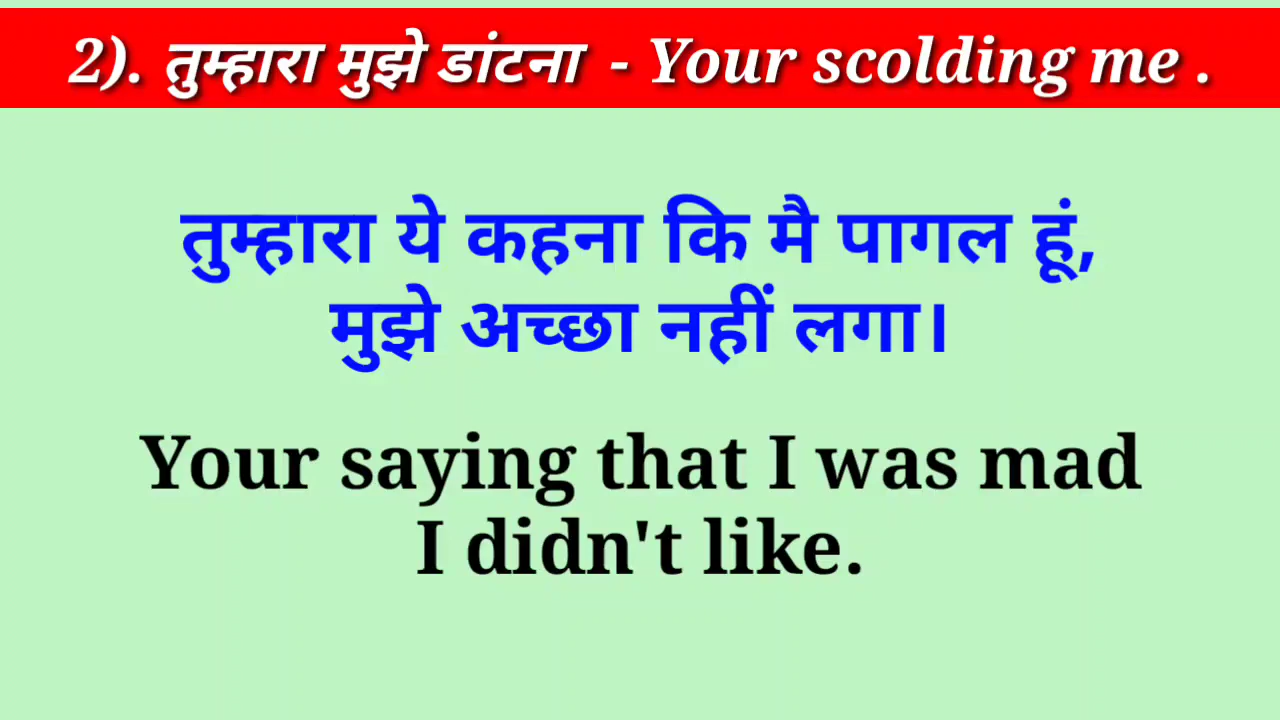 2). तुम्हारा मुझे डांटना - Your scolding me .
तुम्हारा ये कहना कि मै पागल हूं,
मुझे अच्छा नहीं लगा।
Your saying that I was mad
I didn't like.